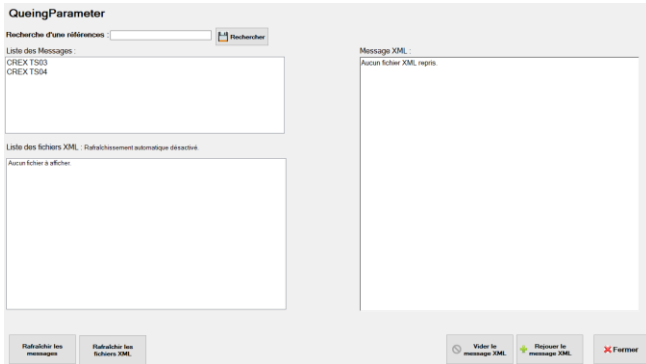 QueingParameter
Recherche d'une références :
Rechercher
Liste des Messages :
CREX TS03
CREX TS04
Liste des fichiers XML : Rafraîchissement automatique désactivé.
Aucun fichier à afficher.
Message XML :
Aucun fichier XML repris.
Rafraîchir les
messages
Rafraîchir les
fichiers XML
Vider le
message XML
Rejouer le
message XML
Fermer